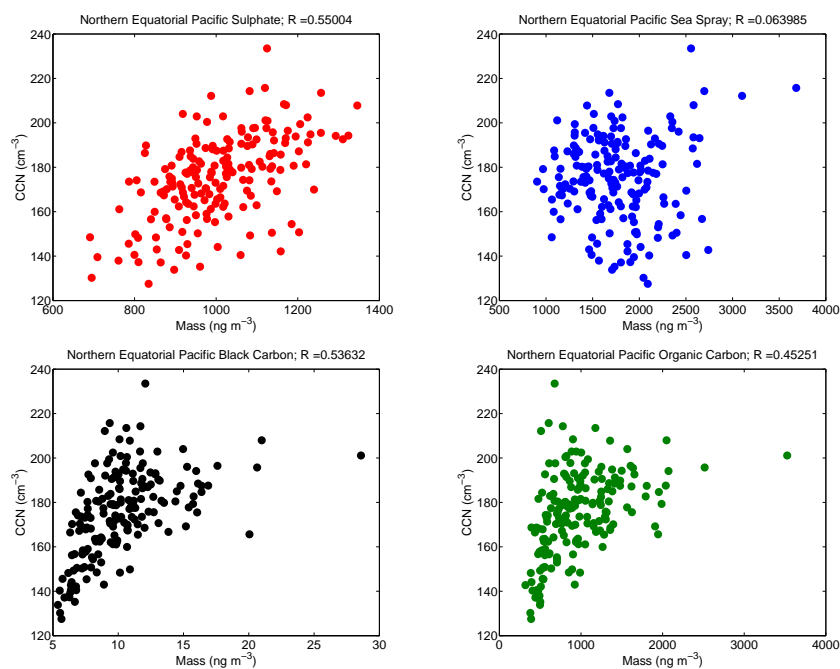 Northern Equatorial Pacific Sulphate; R =0.55004
240
220
200
180
160
140
120
CCN (cm⁻³)
600 800 1000 1200 1400
Mass (ng m⁻³)
Northern Equatorial Pacific Sea Spray; R =0.063985
240
220
200
180
160
140
120
CCN (cm⁻³)
500 1000 1500 2000 2500 3000 3500 4000
Mass (ng m⁻³)
Northern Equatorial Pacific Black Carbon; R =0.53632
240
220
200
180
160
140
120
CCN (cm⁻³)
5 10 15 20 25 30
Mass (ng m⁻³)
Northern Equatorial Pacific Organic Carbon; R =0.45251
240
220
200
180
160
140
120
CCN (cm⁻³)
0 1000 2000 3000 4000
Mass (ng m⁻³)